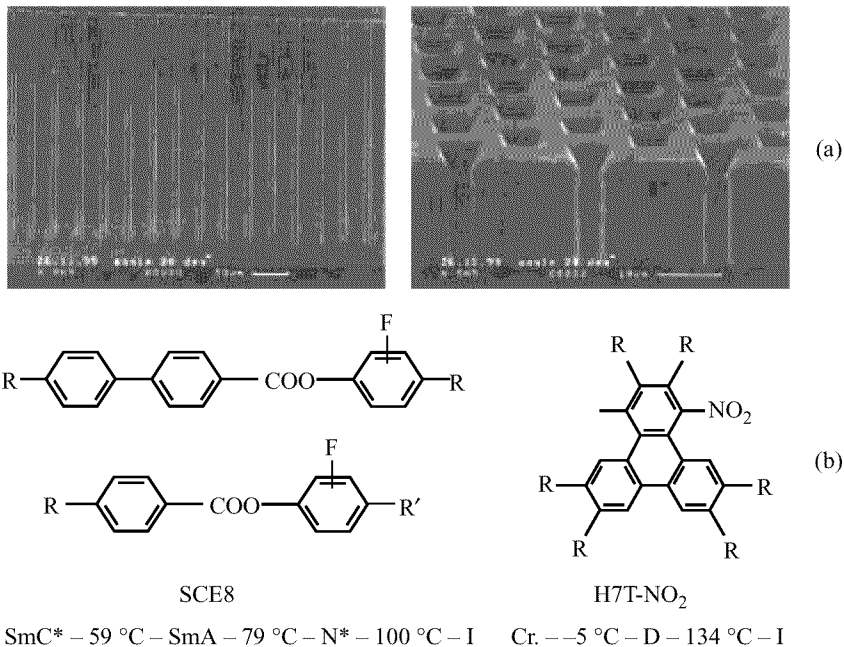 (a)
F
R COO R
F
R COO R′
SCE8
SmC* – 59 °C – SmA – 79 °C – N* – 100 °C – I
R R
NO₂
R R
R R
(b)
H7T-NO₂
Cr. – –5 °C – D – 134 °C – I